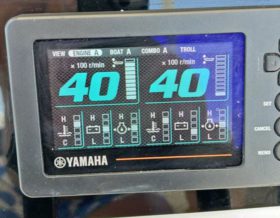 VIEW ENGINE A BOAT A COMBO A TROLL
× 100 r/min × 100 r/min
40 40
H H H H H H
C L L C L L
YAMAHA
SET
CANCEL
MENU